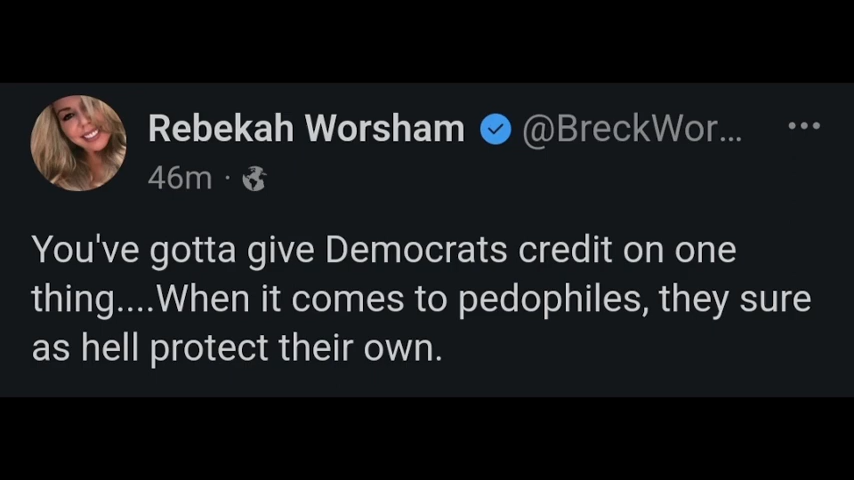 Rebekah Worsham @BreckWor...
46m ·
You've gotta give Democrats credit on one
thing....When it comes to pedophiles, they sure
as hell protect their own.